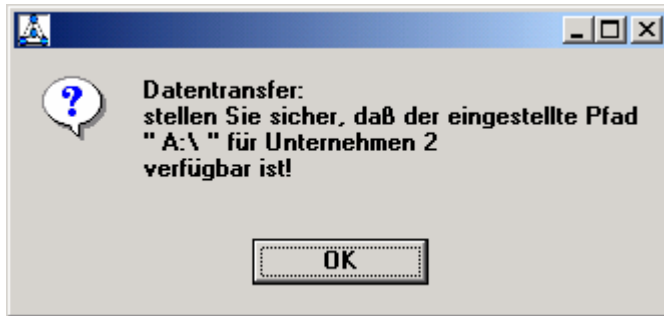 Datentransfer:
stellen Sie sicher, daß der eingestellte Pfad
" A:\ " für Unternehmen 2
verfügbar ist!
OK